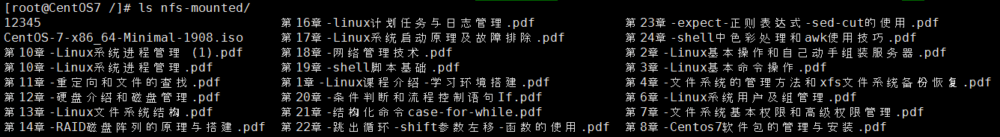 [root@CentOS7 /]# ls nfs-mounted/
12345 第16章-linux计划任务与日志管理.pdf 第23章-expect-正则表达式-sed-cut的使用.pdf
CentOS-7-x86_64-Minimal-1908.iso 第17章-Linux系统启动原理及故障排除.pdf 第24章-shell中色彩处理和awk使用技巧.pdf
第10章-Linux系统进程管理 (1).pdf 第18章-网络管理技术.pdf 第2章-Linux基本操作和自己动手组装服务器.pdf
第10章-Linux系统进程管理.pdf 第19章-shell脚本基础.pdf 第3章-Linux基本命令操作.pdf
第11章-重定向和文件的查找.pdf 第1章-Linux课程介绍-学习环境搭建.pdf 第4章-文件系统的管理方法和xfs文件系统备份恢复.pdf
第12章-硬盘介绍和磁盘管理.pdf 第20章-条件判断和流程控制语句If.pdf 第6章-Linux系统用户及组管理.pdf
第13章-Linux文件系统结构.pdf 第21章-结构化命令case-for-while.pdf 第7章-文件系统基本权限和高级权限管理.pdf
第14章-RAID磁盘阵列的原理与搭建.pdf 第22章-跳出循环-shift参数左移-函数的使用.pdf 第8章-Centos7软件包的管理与安装.pdf